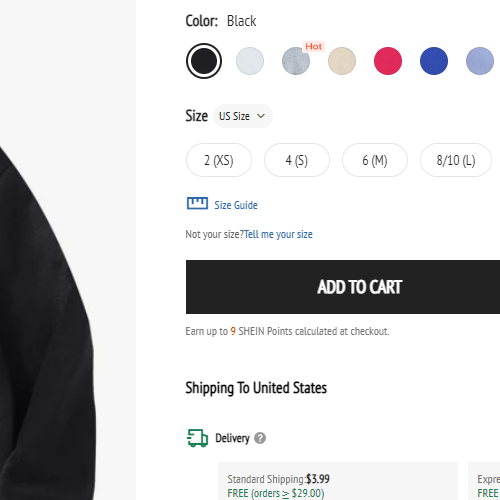 Color: Black
Hot
Size US Size
2 (XS) 4 (S) 6 (M) 8/10 (L)
Size Guide
Not your size?Tell me your size
ADD TO CART
Earn up to 9 SHEIN Points calculated at checkout.
Shipping To United States
Delivery ?
Standard Shipping:$3.99
FREE (orders ≥ $29.00)
Expre
FREE